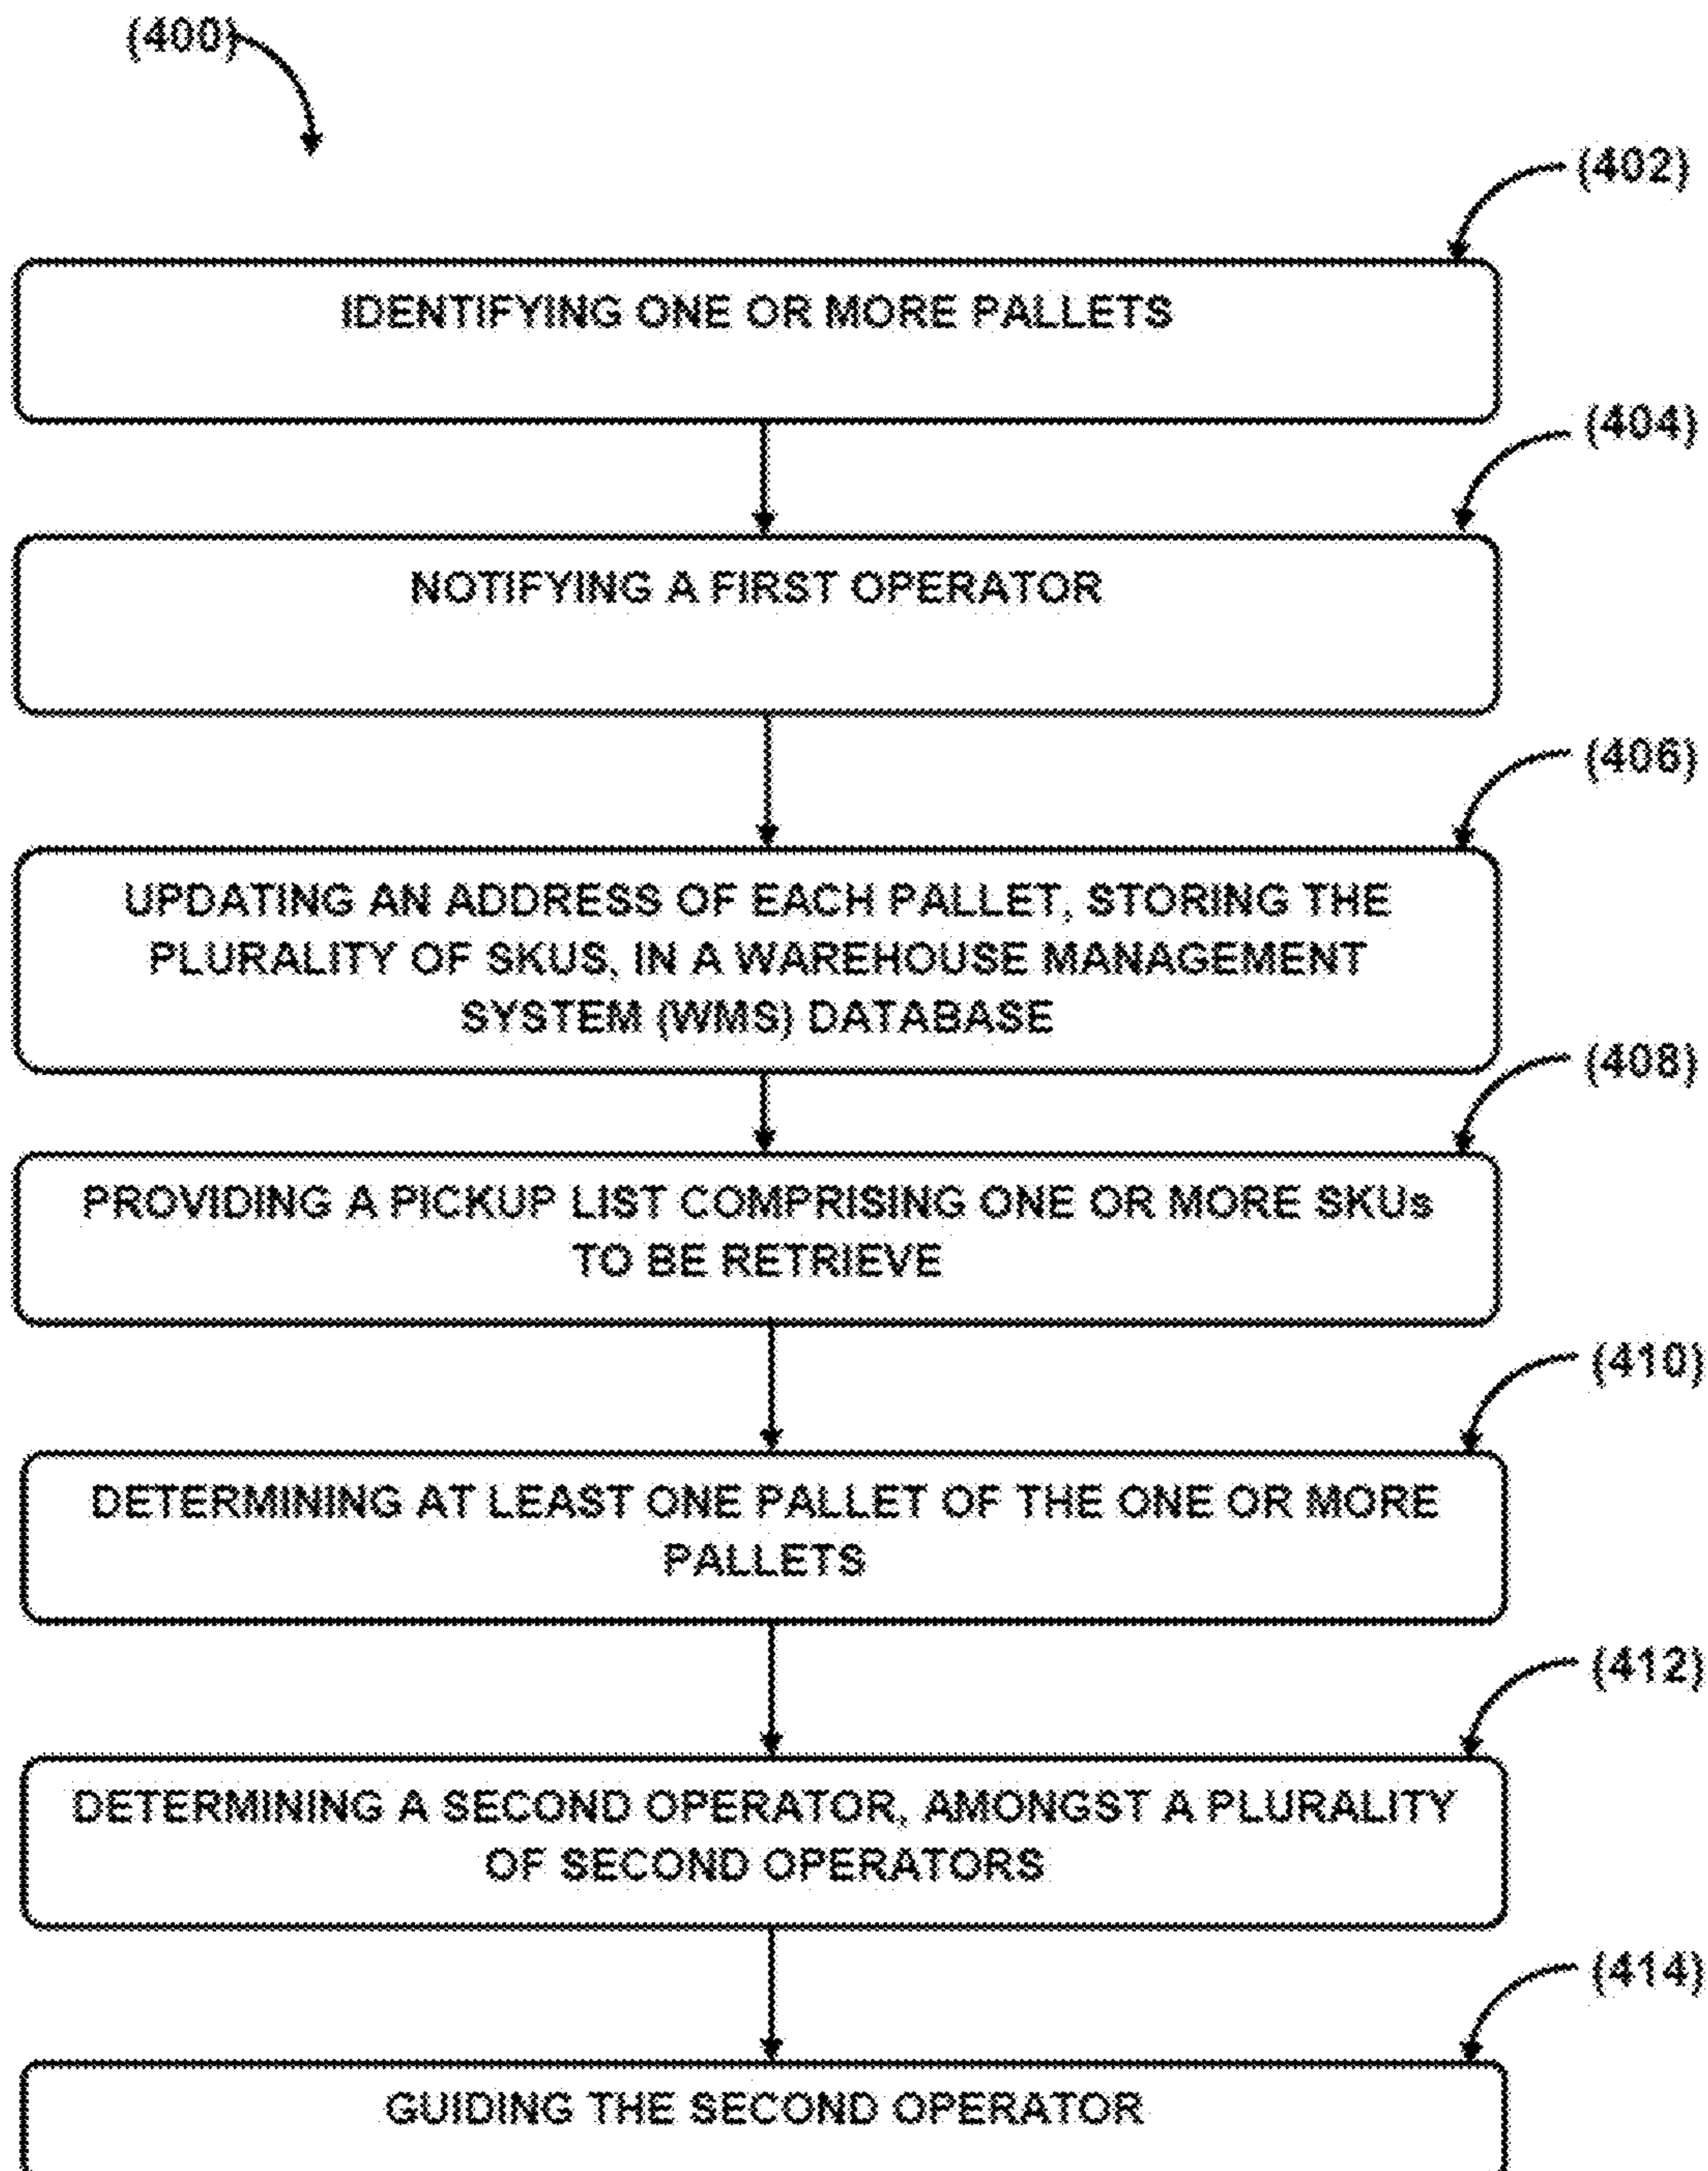 (400)
(402)
IDENTIFYING ONE OR MORE PALLETS
(404)
NOTIFYING A FIRST OPERATOR
(406)
UPDATING AN ADDRESS OF EACH PALLET, STORING THE
PLURALITY OF SKUS, IN A WAREHOUSE MANAGEMENT
SYSTEM (WMS) DATABASE
(408)
PROVIDING A PICKUP LIST COMPRISING ONE OR MORE SKUs
TO BE RETRIEVE
(410)
DETERMINING AT LEAST ONE PALLET OF THE ONE OR MORE
PALLETS
(412)
DETERMINING A SECOND OPERATOR, AMONGST A PLURALITY
OF SECOND OPERATORS
(414)
GUIDING THE SECOND OPERATOR